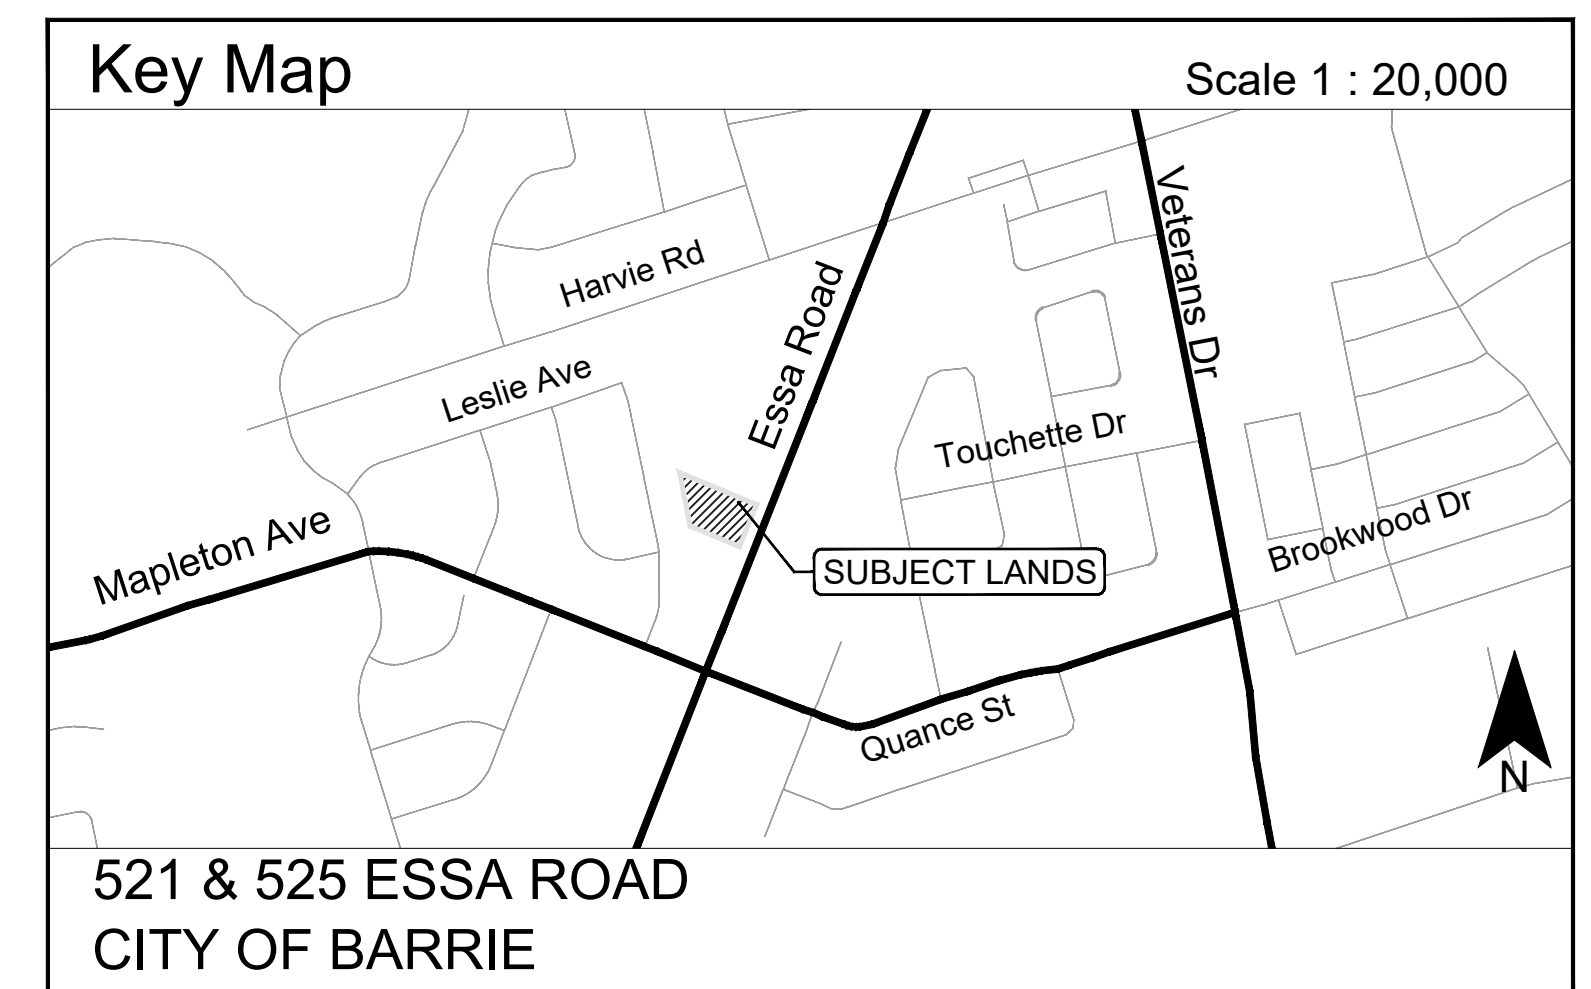 Key Map
Scale 1 : 20,000
Veterans Dr
Harvie Rd
Essa Road
Leslie Ave
Touchette Dr
Mapleton Ave
Brookwood Dr
SUBJECT LANDS
Quance St
N
521 & 525 ESSA ROAD
CITY OF BARRIE